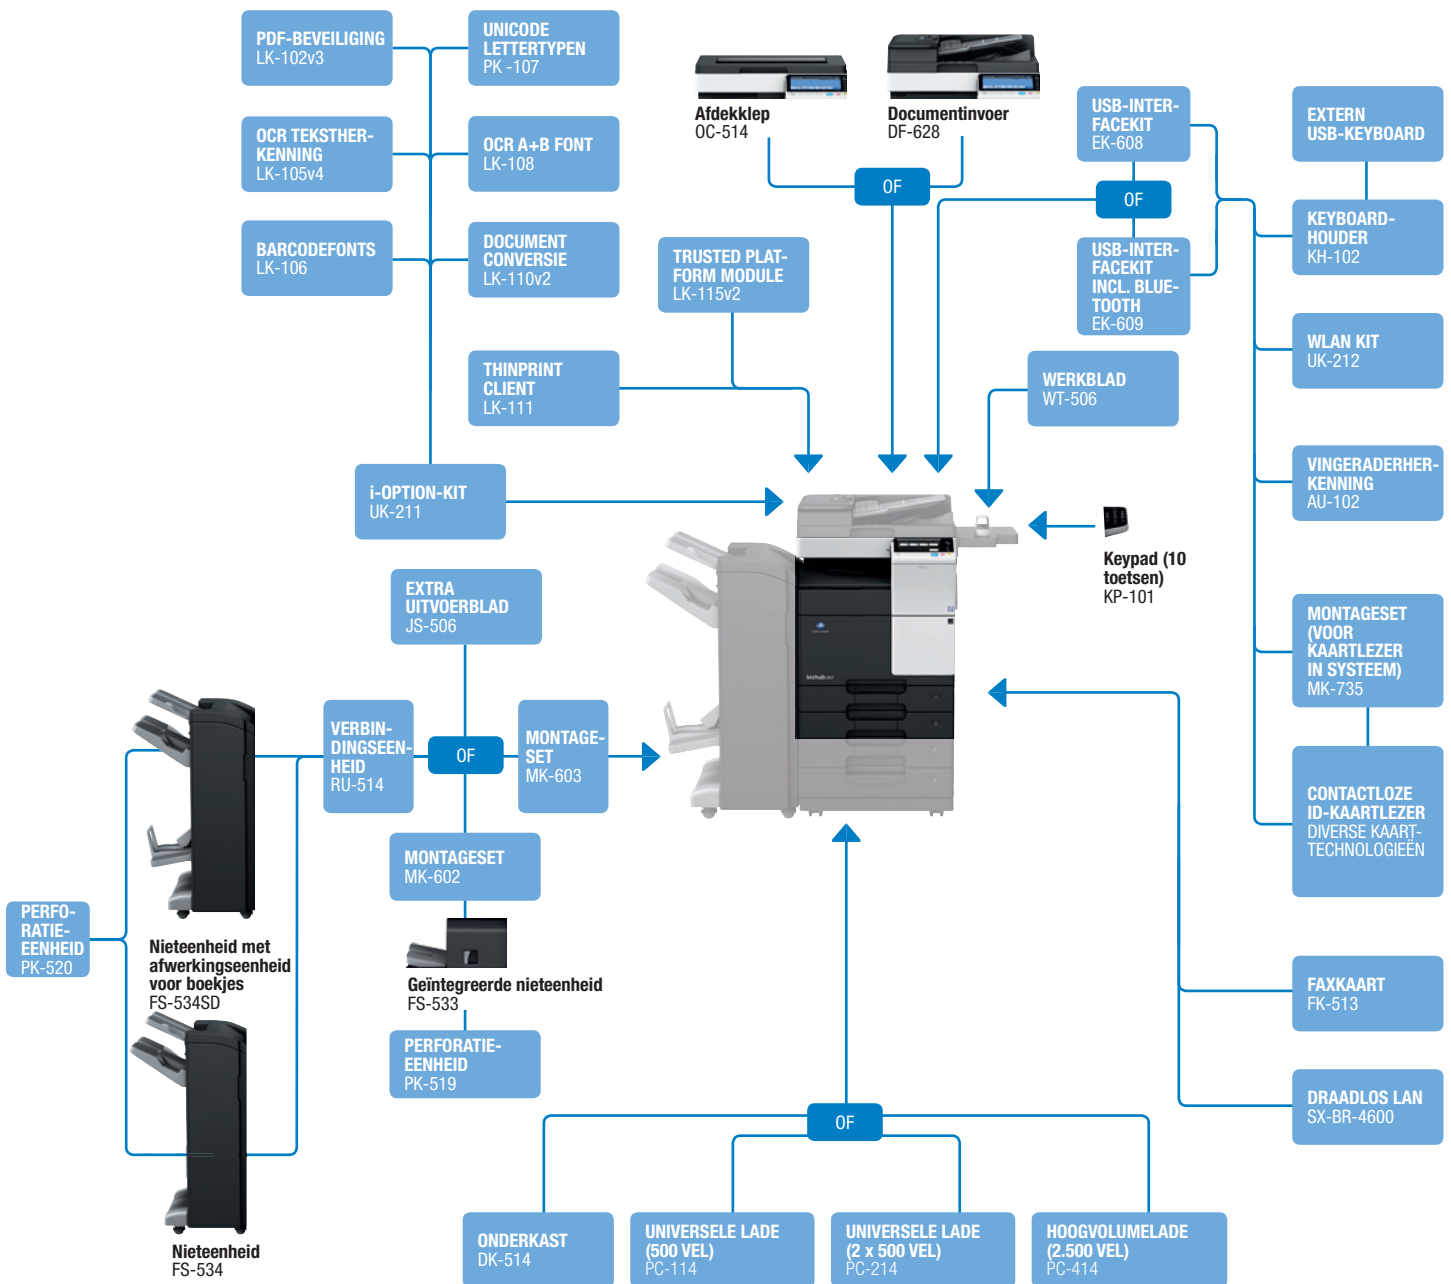 PDF-BEVEILIGING
LK-102v3
UNICODE
LETTERTYPEN
PK -107
OCR TEKSTHER-
KENNING
LK-105v4
OCR A+B FONT
LK-108
BARCODEFONTS
LK-106
DOCUMENT
CONVERSIE
LK-110v2
Afdekklep
OC-514
Documentinvoer
DF-628
OF
USB-INTER-
FACEKIT
EK-608
OF
USB-INTER-
FACEKIT
INCL. BLUE-
TOOTH
EK-609
EXTERN
USB-KEYBOARD
KEYBOARD-
HOUDER
KH-102
TRUSTED PLAT-
FORM MODULE
LK-115v2
THINPRINT
CLIENT
LK-111
WERKBLAD
WT-506
WLAN KIT
UK-212
i-OPTION-KIT
UK-211
VINGERADERHER-
KENNING
AU-102
Keypad (10
toetsen)
KP-101
EXTRA
UITVOERBLAD
JS-506
MONTAGESET
(VOOR
KAARTLEZER
IN SYSTEEM)
MK-735
VERBIN-
DINGSEEN-
HEID
RU-514
OF
MONTAGE-
SET
MK-603
bizhub
CONTACTLOZE
ID-KAARTLEZER
DIVERSE KAART-
TECHNOLOGIEËN
MONTAGESET
MK-602
PERFO-
RATIE-
EENHEID
PK-520
Nieteenheid met
afwerkingseenheid
voor boekjes
FS-534SD
Geïntegreerde nieteenheid
FS-533
FAXKAART
FK-513
PERFORATIE-
EENHEID
PK-519
DRAADLOS LAN
SX-BR-4600
OF
Nieteenheid
FS-534
ONDERKAST
DK-514
UNIVERSELE LADE
(500 VEL)
PC-114
UNIVERSELE LADE
(2 x 500 VEL)
PC-214
HOOGVOLUMELADE
(2.500 VEL)
PC-414